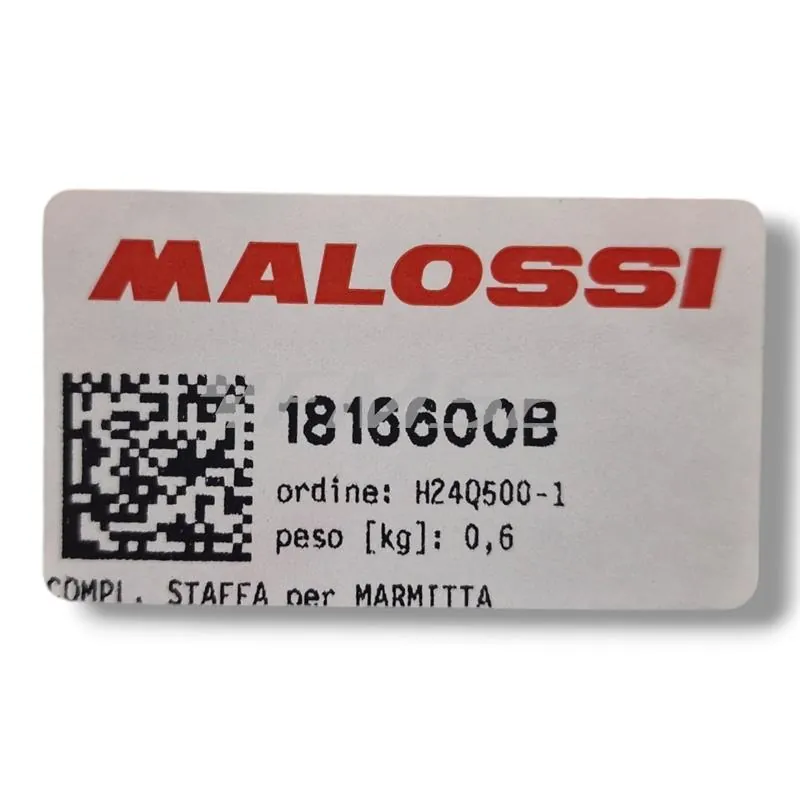 MALOSSI
1816600B
ordine: H24Q500-1
peso [kg]: 0,6
COMPL. STAFFA per MARMITTA